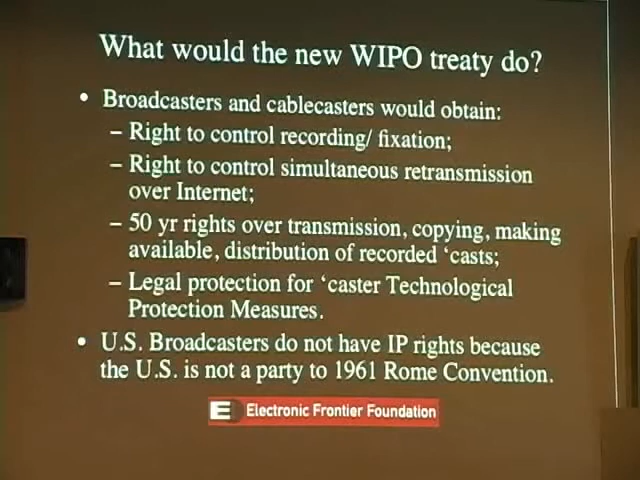 What would the new WIPO treaty do?
• Broadcasters and cablecasters would obtain:
– Right to control recording/ fixation;
– Right to control simultaneous retransmission
over Internet;
– 50 yr rights over transmission, copying, making
available, distribution of recorded ‘casts;
– Legal protection for ‘caster Technological
Protection Measures.
• U.S. Broadcasters do not have IP rights because
the U.S. is not a party to 1961 Rome Convention.
E Electronic Frontier Foundation